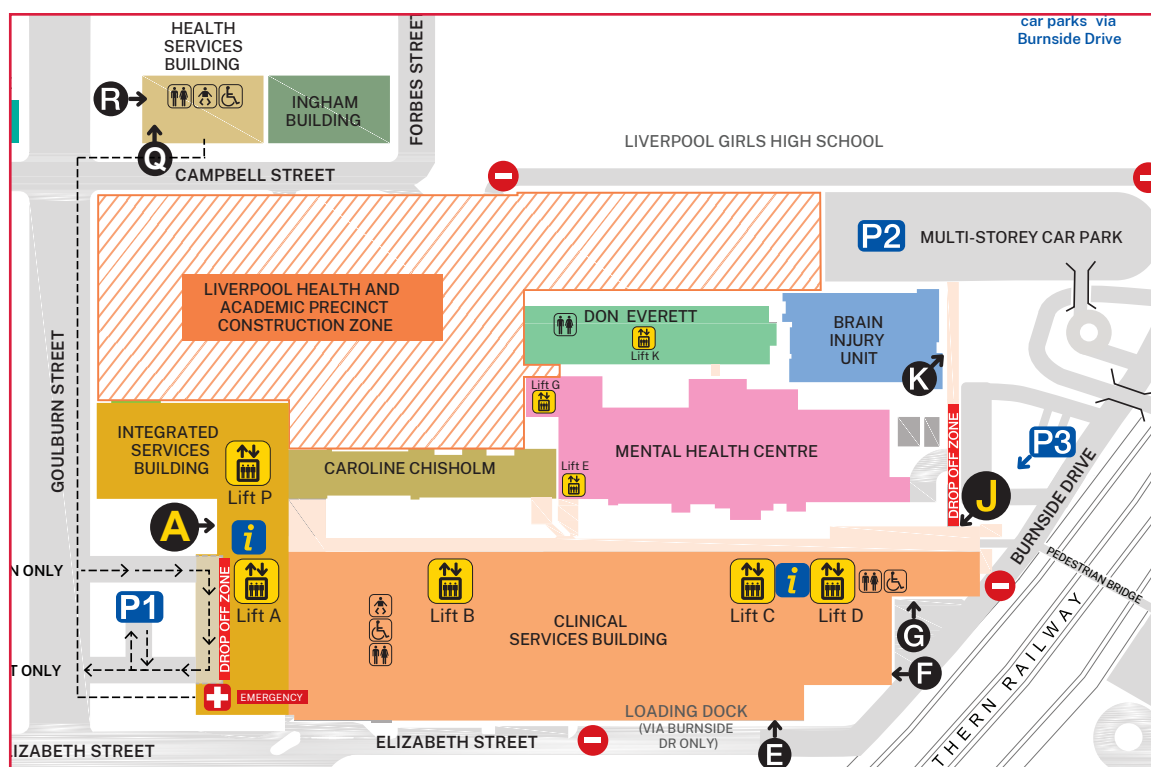 car parks via
Burnside Drive
HEALTH
SERVICES
BUILDING
R
INGHAM
BUILDING
FORBES STREET
Q
CAMPBELL STREET
LIVERPOOL GIRLS HIGH SCHOOL
P2
MULTI-STOREY CAR PARK
LIVERPOOL HEALTH AND
ACADEMIC PRECINCT
CONSTRUCTION ZONE
DON EVERETT
Lift K
BRAIN
INJURY
UNIT
K
GOULBURN STREET
Lift G
INTEGRATED
SERVICES
BUILDING
Lift P
CAROLINE CHISHOLM
Lift E
MENTAL HEALTH CENTRE
DROP OFF ZONE
P3
J
BURNSIDE DRIVE
A
i
PEDESTRIAN BRIDGE
N ONLY
P1
DROP OFF ZONE
Lift A
Lift B
Lift C
i
Lift D
CLINICAL
SERVICES BUILDING
G
F
T ONLY
EMERGENCY
LOADING DOCK
(VIA BURNSIDE
DR ONLY)
E
THERN RAILWAY
LIZABETH STREET
ELIZABETH STREET